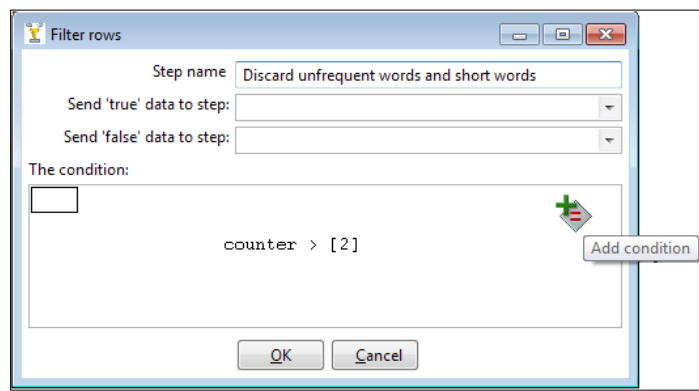 Filter rows
Step name Discard unfrequent words and short words
Send 'true' data to step:
Send 'false' data to step:
The condition:
counter > [2]
Add condition
OK Cancel